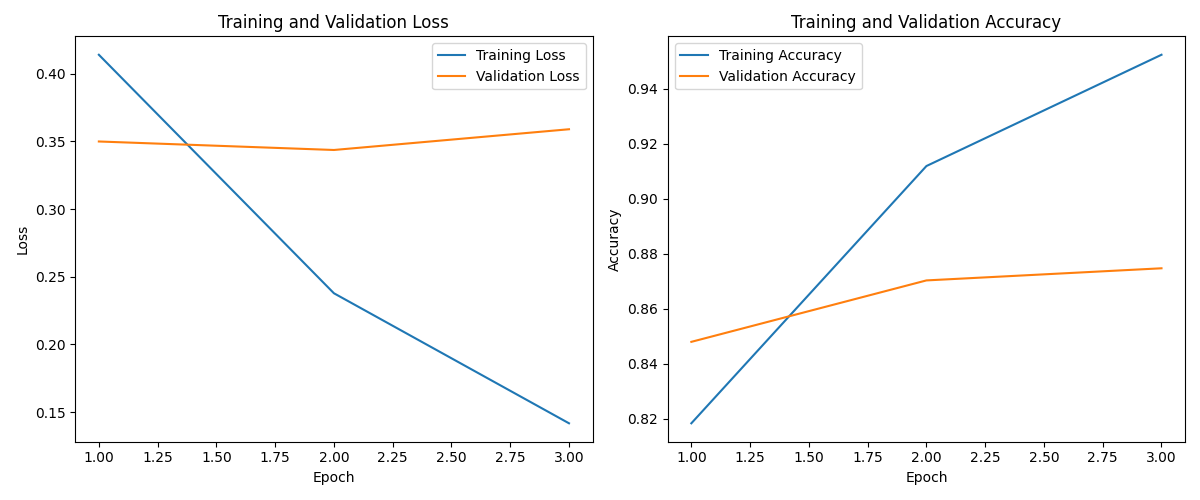 Training and Validation Loss
Training Loss
Validation Loss
0.40
0.35
0.30
0.25
0.20
0.15
Loss
1.00 1.25 1.50 1.75 2.00 2.25 2.50 2.75 3.00
Epoch
Training and Validation Accuracy
Training Accuracy
Validation Accuracy
0.94
0.92
0.90
0.88
0.86
0.84
0.82
Accuracy
1.00 1.25 1.50 1.75 2.00 2.25 2.50 2.75 3.00
Epoch